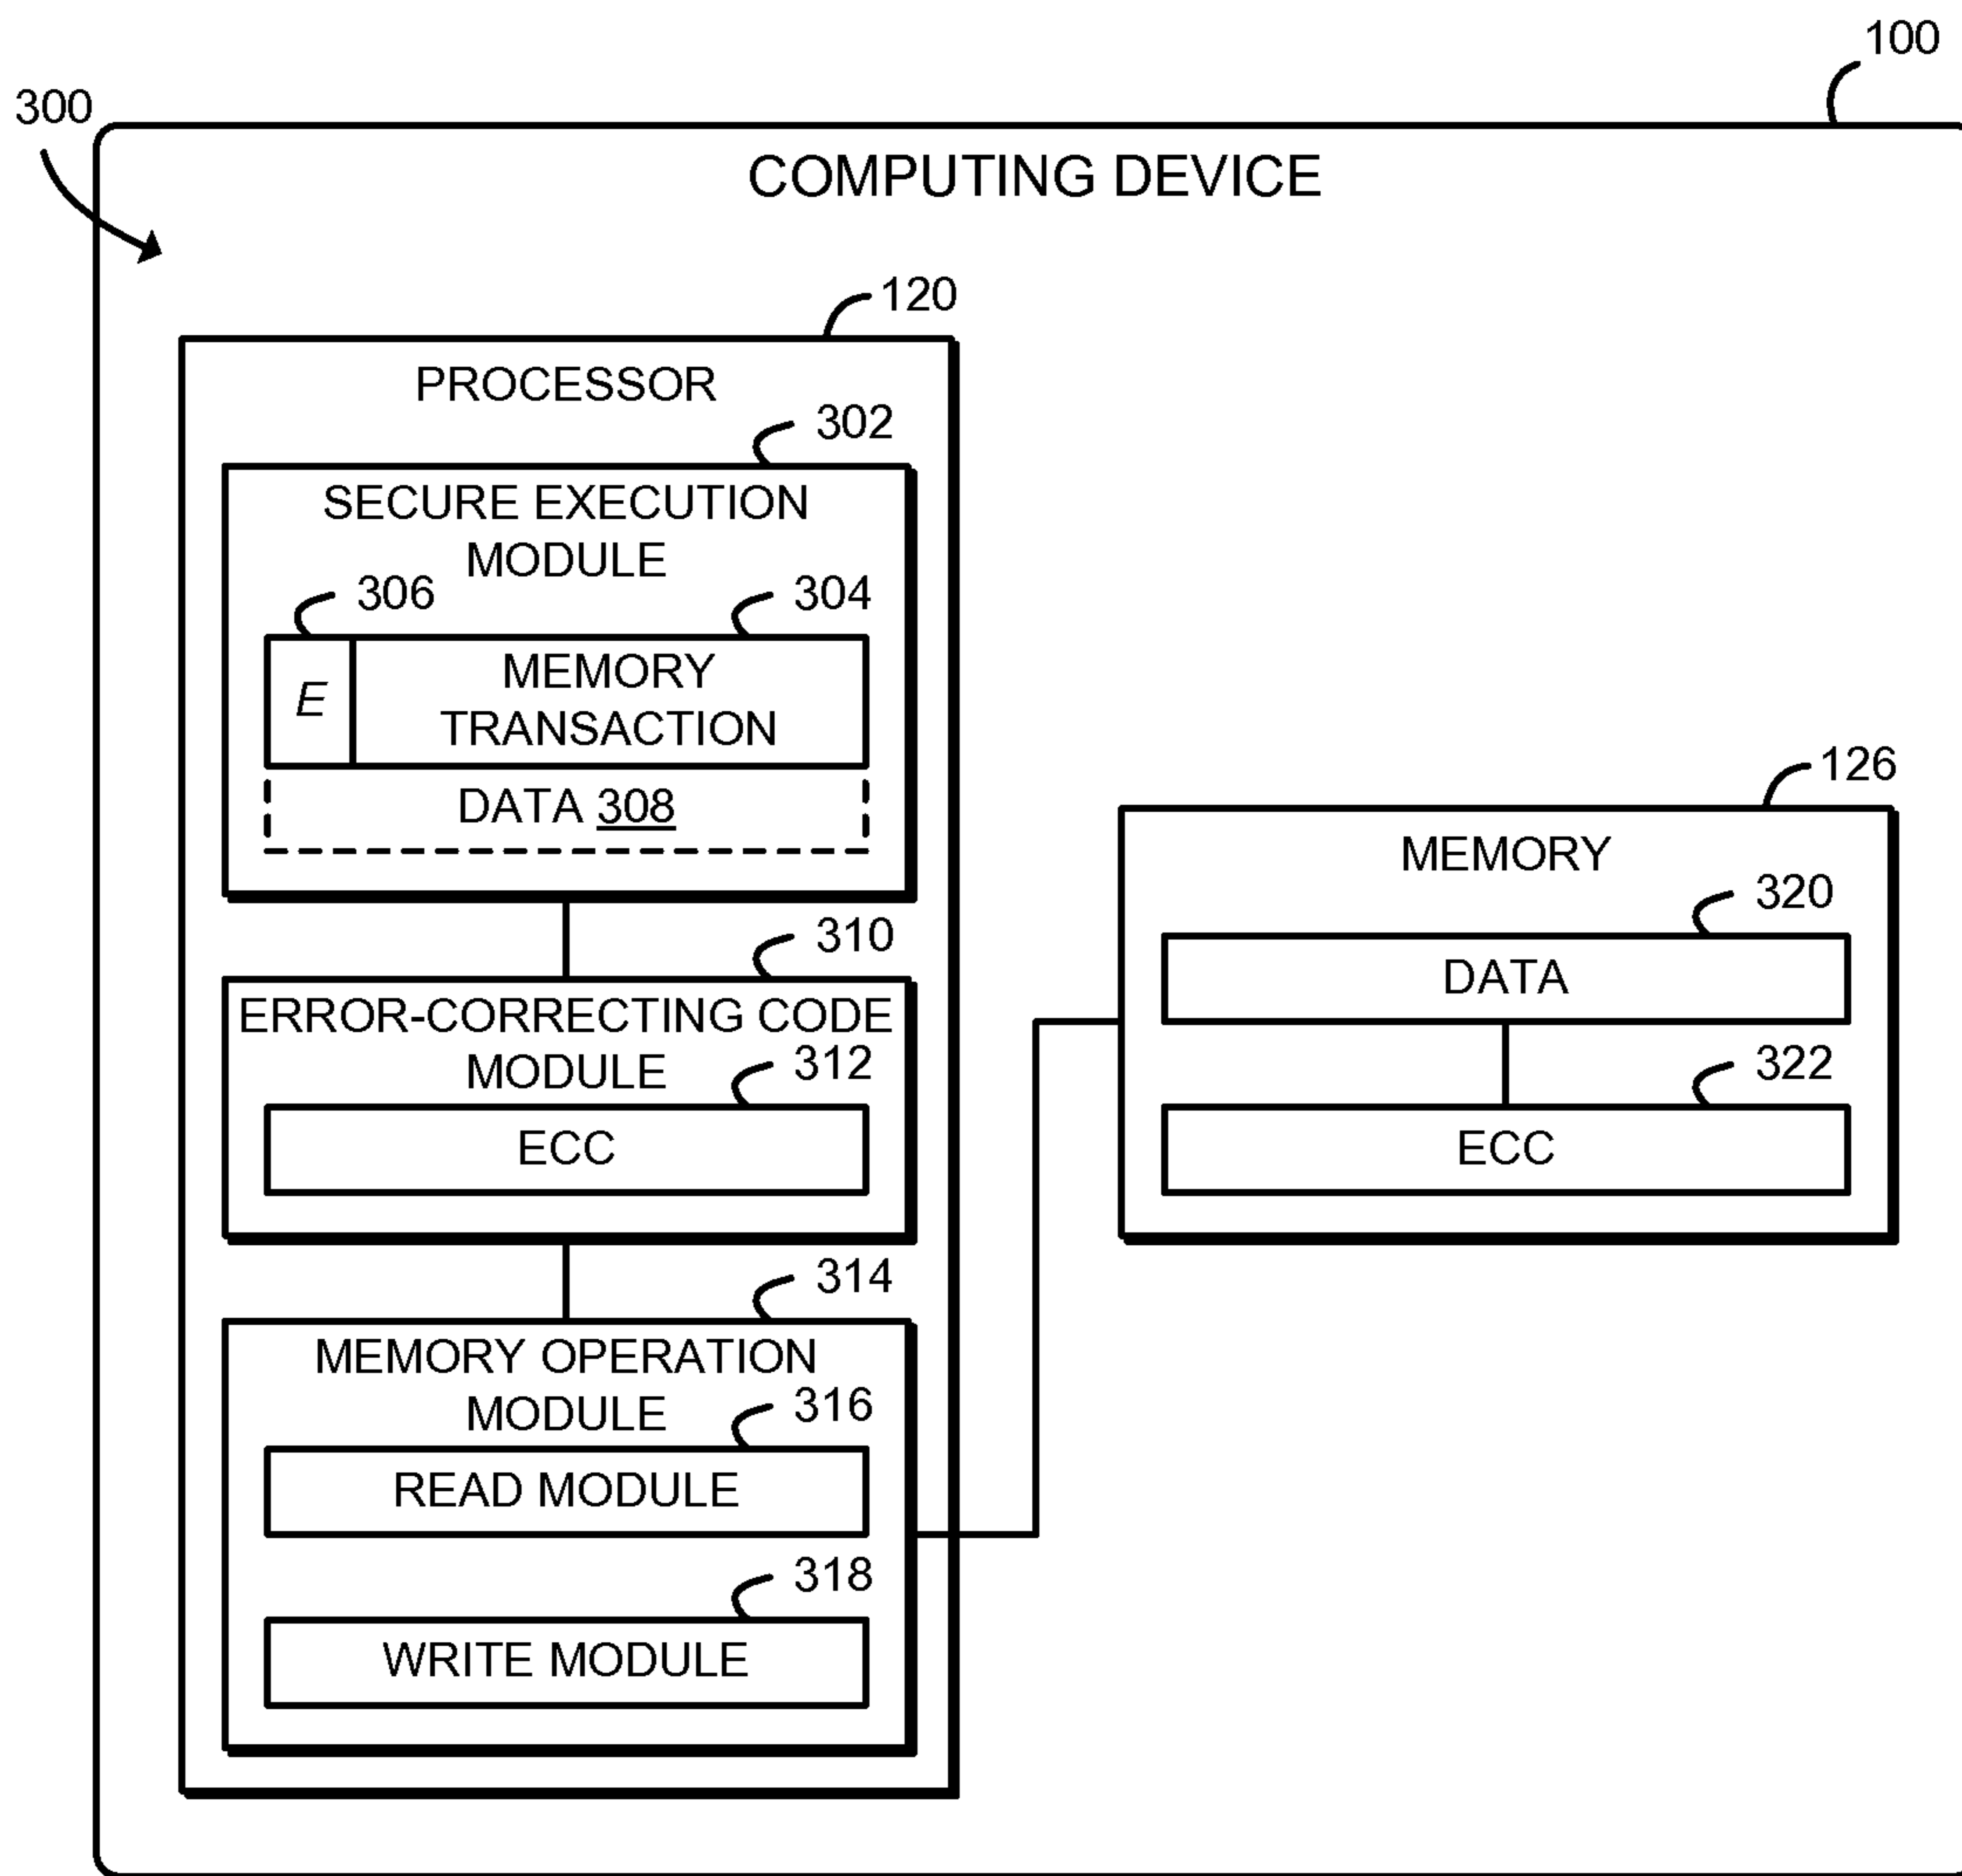 100
300
COMPUTING DEVICE
120
PROCESSOR
302
SECURE EXECUTION
MODULE
306
304
E
MEMORY
TRANSACTION
DATA 308
310
ERROR-CORRECTING CODE
MODULE
312
ECC
314
MEMORY OPERATION
MODULE
316
READ MODULE
318
WRITE MODULE
126
MEMORY
320
DATA
322
ECC